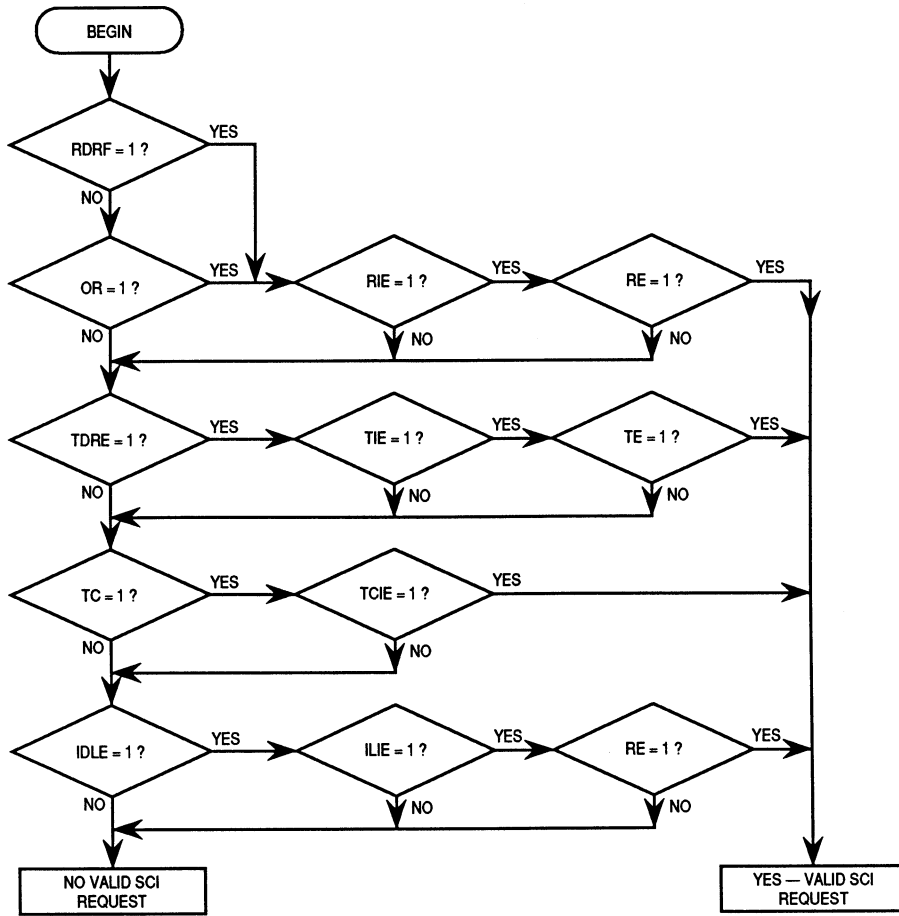 BEGIN
RDRF = 1 ?
YES
NO
OR = 1 ?
YES
RIE = 1 ?
YES
RE = 1 ?
YES
NO
NO
NO
TDRE = 1 ?
YES
TIE = 1 ?
YES
TE = 1 ?
YES
NO
NO
NO
TC = 1 ?
YES
TCIE = 1 ?
YES
NO
NO
IDLE = 1 ?
YES
ILIE = 1 ?
YES
RE = 1 ?
YES
NO
NO
NO
NO VALID SCI
REQUEST
YES — VALID SCI
REQUEST